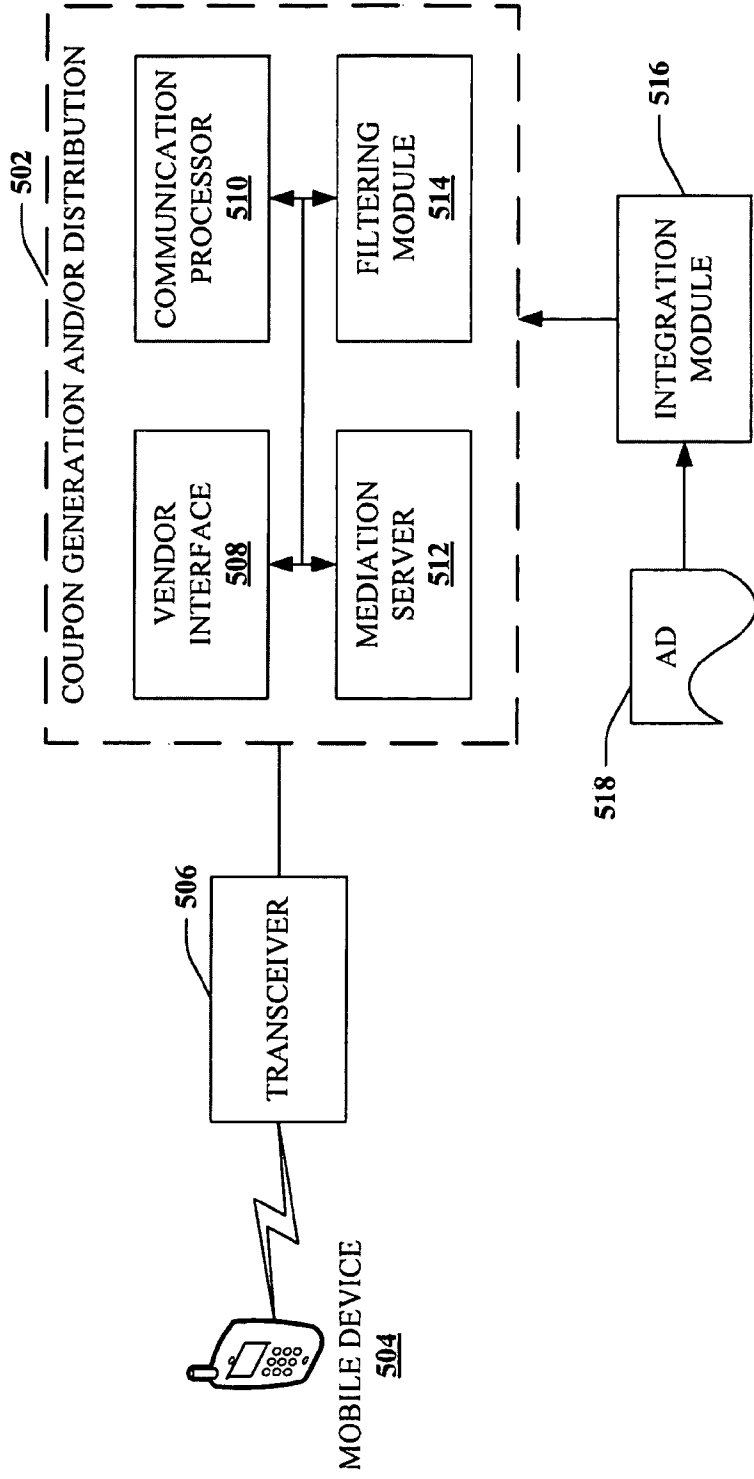 502
COUPON GENERATION AND/OR DISTRIBUTION
VENDOR
INTERFACE
508
COMMUNICATION
PROCESSOR
510
MEDIATION
SERVER
512
FILTERING
MODULE
514
506
TRANSCEIVER
MOBILE DEVICE
504
518
AD
INTEGRATION
MODULE
516